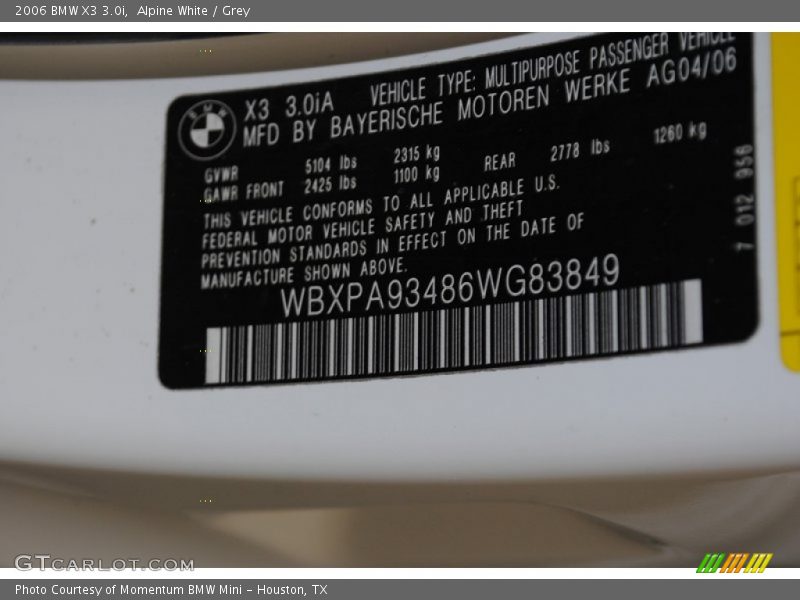 2006 BMW X3 3.0i, Alpine White / Grey
BMW
X3 3.0iA VEHICLE TYPE: MULTIPURPOSE PASSENGER VEHICLE
MFD BY BAYERISCHE MOTOREN WERKE AG04/06
GVWR 5104 lbs 2315 kg
GAWR FRONT 2425 lbs 1100 kg REAR 2778 lbs 1260 kg
THIS VEHICLE CONFORMS TO ALL APPLICABLE U.S.
FEDERAL MOTOR VEHICLE SAFETY AND THEFT
PREVENTION STANDARDS IN EFFECT ON THE DATE OF
MANUFACTURE SHOWN ABOVE.
WBXPA93486WG83849
7 012 956
GTCARLOT.COM
Photo Courtesy of Momentum BMW Mini - Houston, TX